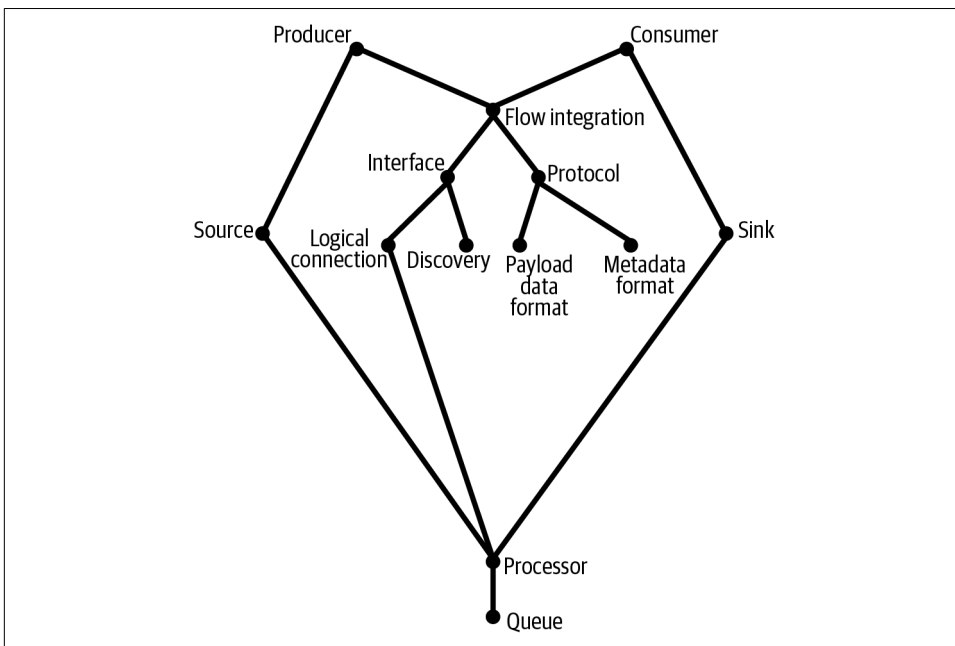 Producer
Consumer
Flow integration
Interface
Protocol
Source
Logical
connection
Discovery
Payload
data
format
Metadata
format
Sink
Processor
Queue